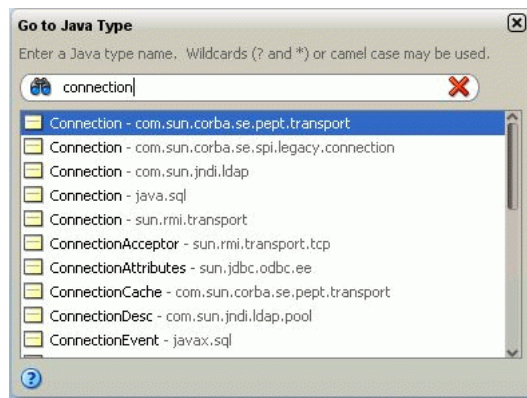 Go to Java Type
Enter a Java type name. Wildcards (? and *) or camel case may be used.
connection
Connection - com.sun.corba.se.pept.transport
Connection - com.sun.corba.se.spi.legacy.connection
Connection - com.sun.jndi.ldap
Connection - java.sql
Connection - sun.rmi.transport
ConnectionAcceptor - sun.rmi.transport.tcp
ConnectionAttributes - sun.jdbc.odbc.ee
ConnectionCache - com.sun.corba.se.pept.transport
ConnectionDesc - com.sun.jndi.ldap.pool
ConnectionEvent - javax.sql